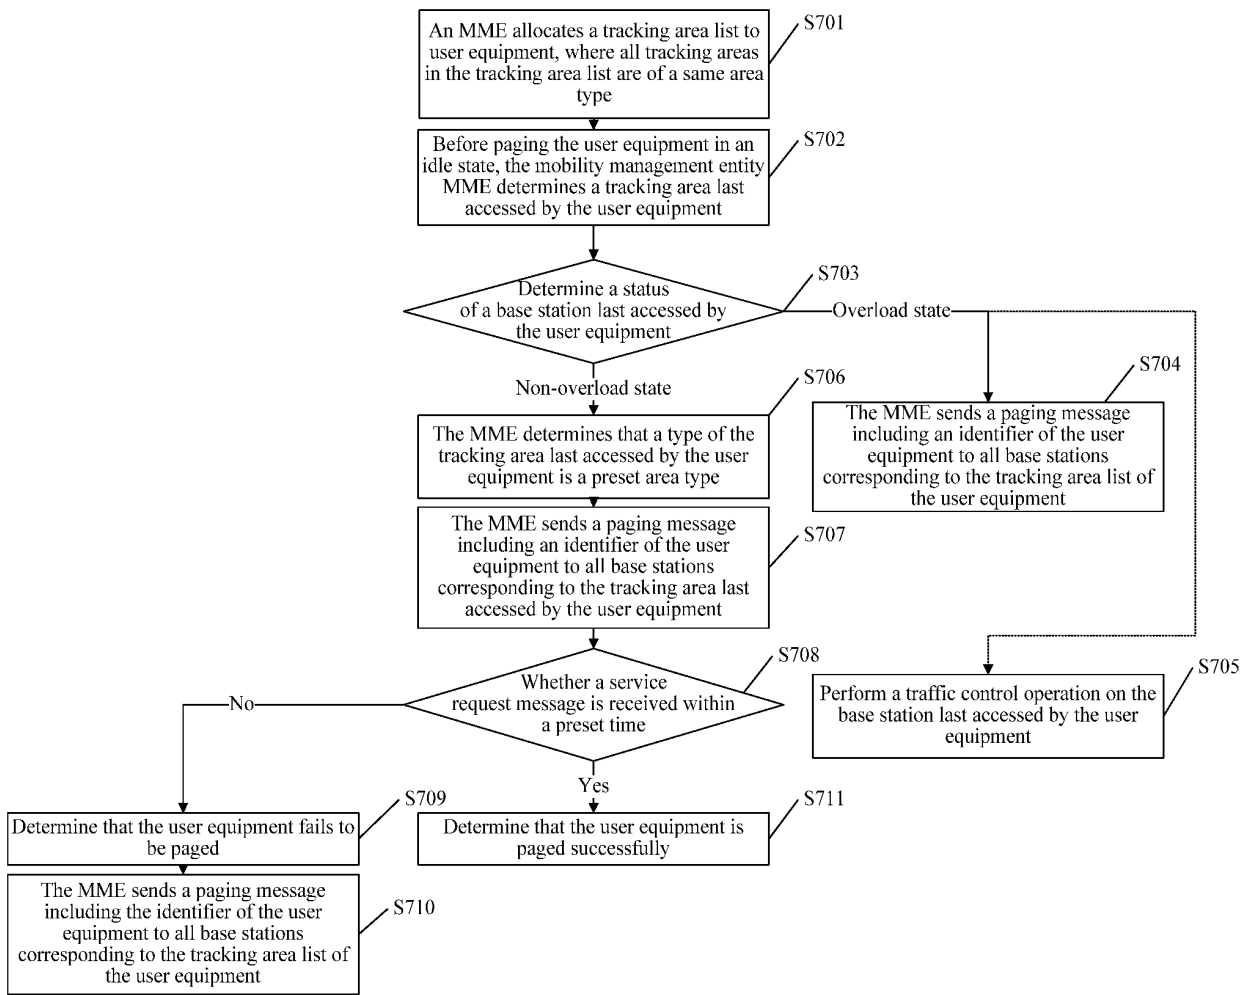 An MME allocates a tracking area list to
user equipment, where all tracking areas
in the tracking area list are of a same area
type
S701
Before paging the user equipment in an
idle state, the mobility management entity
MME determines a tracking area last
accessed by the user equipment
S702
Determine a status
of a base station last accessed by
the user equipment
S703
Overload state
Non-overload state
The MME sends a paging message
including an identifier of the user
equipment to all base stations
corresponding to the tracking area list of
the user equipment
S704
The MME determines that a type of the
tracking area last accessed by the user
equipment is a preset area type
S706
The MME sends a paging message
including an identifier of the user
equipment to all base stations
corresponding to the tracking area last
accessed by the user equipment
S707
Perform a traffic control operation on the
base station last accessed by the user
equipment
S705
Whether a service
request message is received within
a preset time
S708
No
Yes
Determine that the user equipment fails to
be paged
S709
Determine that the user equipment is
paged successfully
S711
The MME sends a paging message
including the identifier of the user
equipment to all base stations
corresponding to the tracking area list of
the user equipment
S710